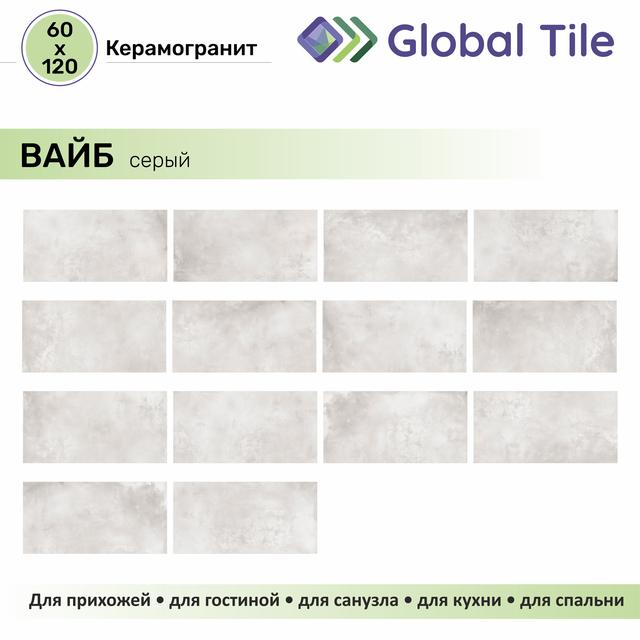 60
х
120
Керамогранит
Global Tile
ВАЙБ серый
Для прихожей • для гостиной • для санузла • для кухни • для спальни